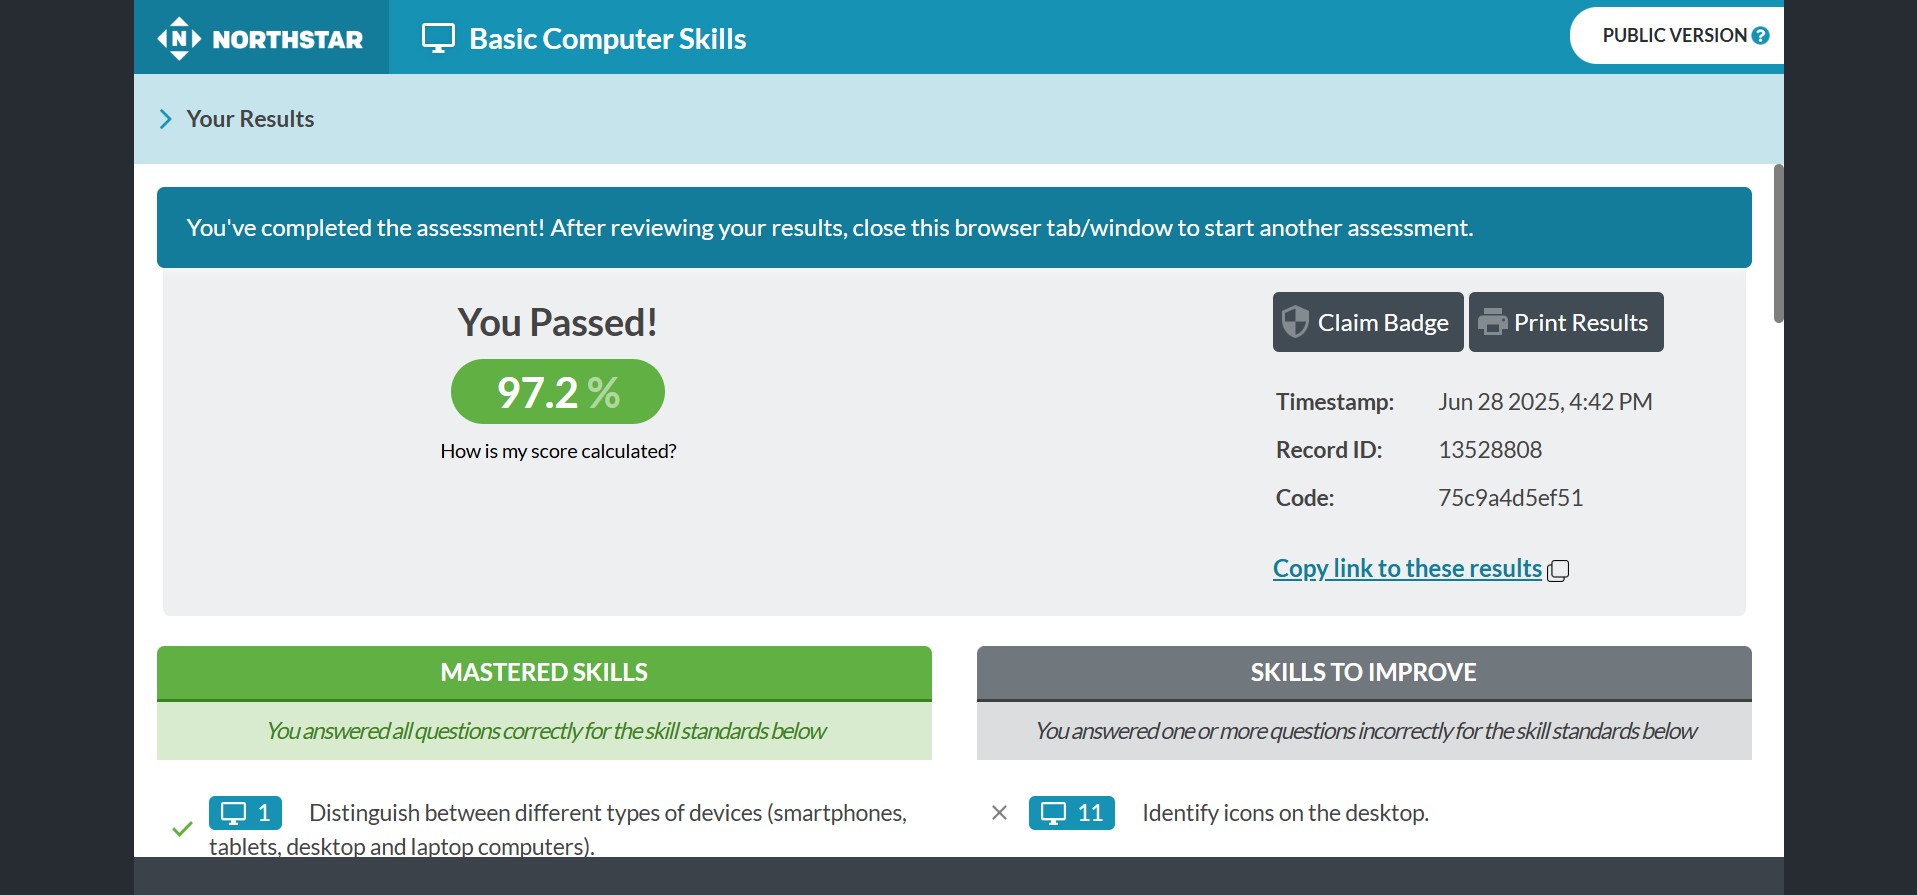 N NORTHSTAR
Basic Computer Skills
PUBLIC VERSION ?
Your Results
You've completed the assessment! After reviewing your results, close this browser tab/window to start another assessment.
You Passed!
97.2 %
How is my score calculated?
Claim Badge
Print Results
Timestamp: Jun 28 2025, 4:42 PM
Record ID: 13528808
Code: 75c9a4d5ef51
Copy link to these results
MASTERED SKILLS
You answered all questions correctly for the skill standards below
1 Distinguish between different types of devices (smartphones,
tablets, desktop and laptop computers).
SKILLS TO IMPROVE
You answered one or more questions incorrectly for the skill standards below
11 Identify icons on the desktop.